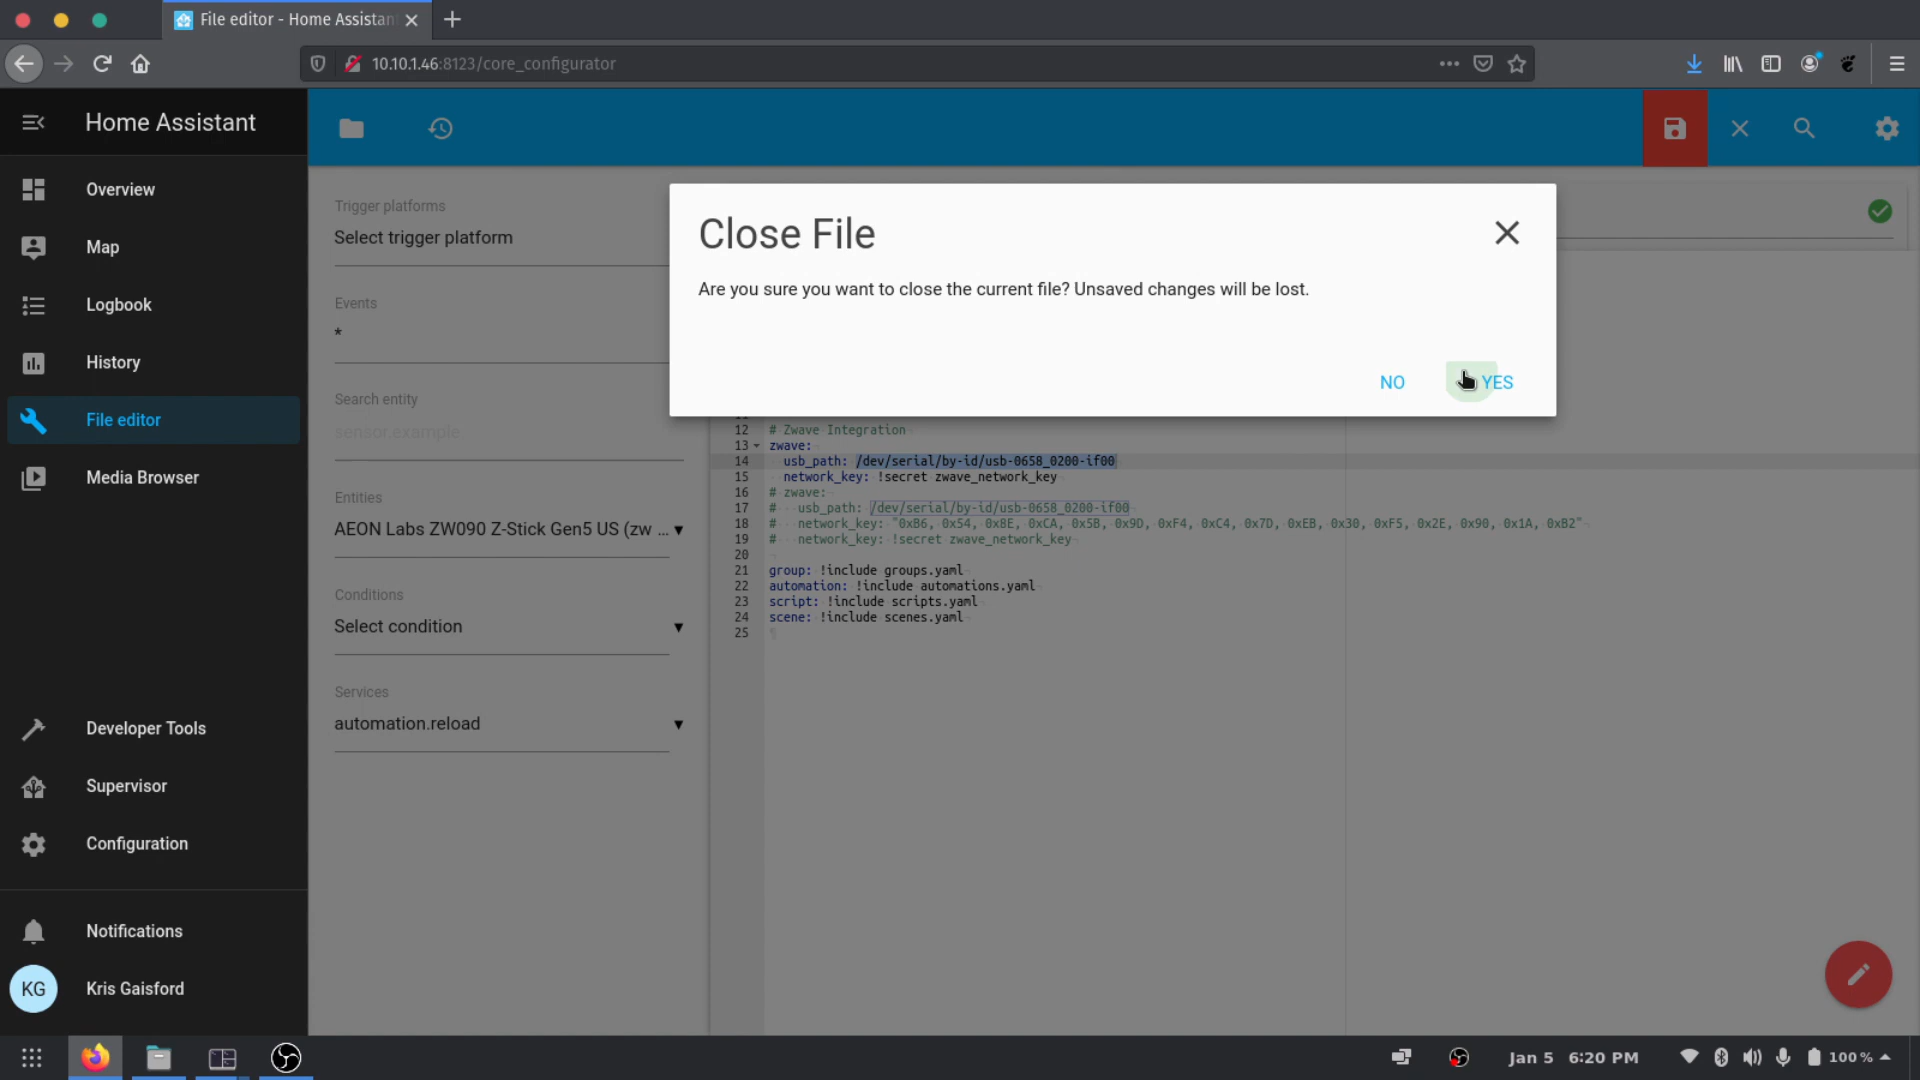 File editor - Home Assistan
10.10.1.46:8123/core_configurator
Home Assistant
Overview
Map
Logbook
History
File editor
Media Browser
Developer Tools
Supervisor
Configuration
Notifications
KG
Kris Gaisford
Trigger platforms
Select trigger platform
Events
*
Search entity
sensor.example
Entities
AEON Labs ZW090 Z-Stick Gen5 US (zw ...
Conditions
Select condition
Services
automation.reload
Close File
Are you sure you want to close the current file? Unsaved changes will be lost.
NO
YES
12 # Zwave Integration
13 zwave:
14 usb_path: /dev/serial/by-id/usb-0658_0200-if00
15 network_key: !secret zwave_network_key
16 # zwave:
17 # usb_path: /dev/serial/by-id/usb-0658_0200-if00
18 # network_key: "0xB6, 0x54, 0x8E, 0xCA, 0x5B, 0x9D, 0xF4, 0xC4, 0x7D, 0xEB, 0x30, 0xF5, 0x2E, 0x90, 0x1A, 0xB2"
19 # network_key: !secret zwave_network_key
20
21 group: !include groups.yaml
22 automation: !include automations.yaml
23 script: !include scripts.yaml
24 scene: !include scenes.yaml
25
Jan 5 6:20 PM
100 %